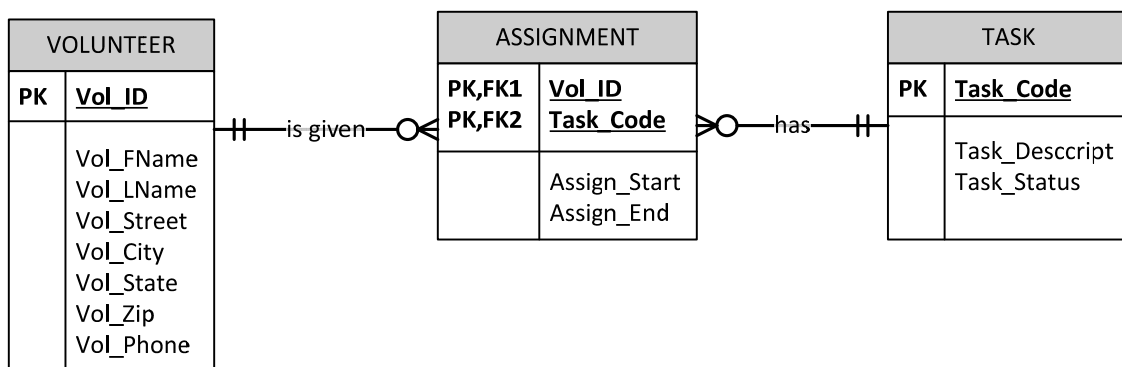 VOLUNTEER
PK Vol_ID
Vol_FName
Vol_LName
Vol_Street
Vol_City
Vol_State
Vol_Zip
Vol_Phone
is given
ASSIGNMENT
PK,FK1 Vol_ID
PK,FK2 Task_Code
Assign_Start
Assign_End
has
TASK
PK Task_Code
Task_Desccript
Task_Status